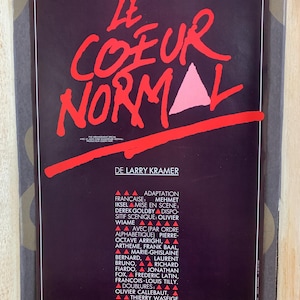 LE
CŒUR
NORMAL
DE LARRY KRAMER
▲ ▲ ▲ ADAPTATION
FRANÇAISE: MEHMET
IKSEL ▲ MISE EN SCÈNE:
DEREK GOLDBY ▲ DISPO-
SITIF SCÉNIQUE: OLIVIER
WIAME ▲ ▲ ▲
▲ ▲ AVEC (PAR ORDRE
ALPHABÉTIQUE) PIERRE-
OCTAVE ARRIGHI, ▲
ARTHÉME, FRANK BAAL,
▲ ▲ MARIE-GHISLAINE
BERNARD, ▲ LAURENT
BRUNO, ▲ RICHARD
FIARDO, ▲ JONATHAN
FOX, ▲ FRÉDÉRIC LATIN,
FRANÇOIS-LOUIS TILLY.
▲ DOUBLURES: ▲ ▲
OLIVIER CALLEBAUT,
▲ ▲ THIERRY WASEIGE